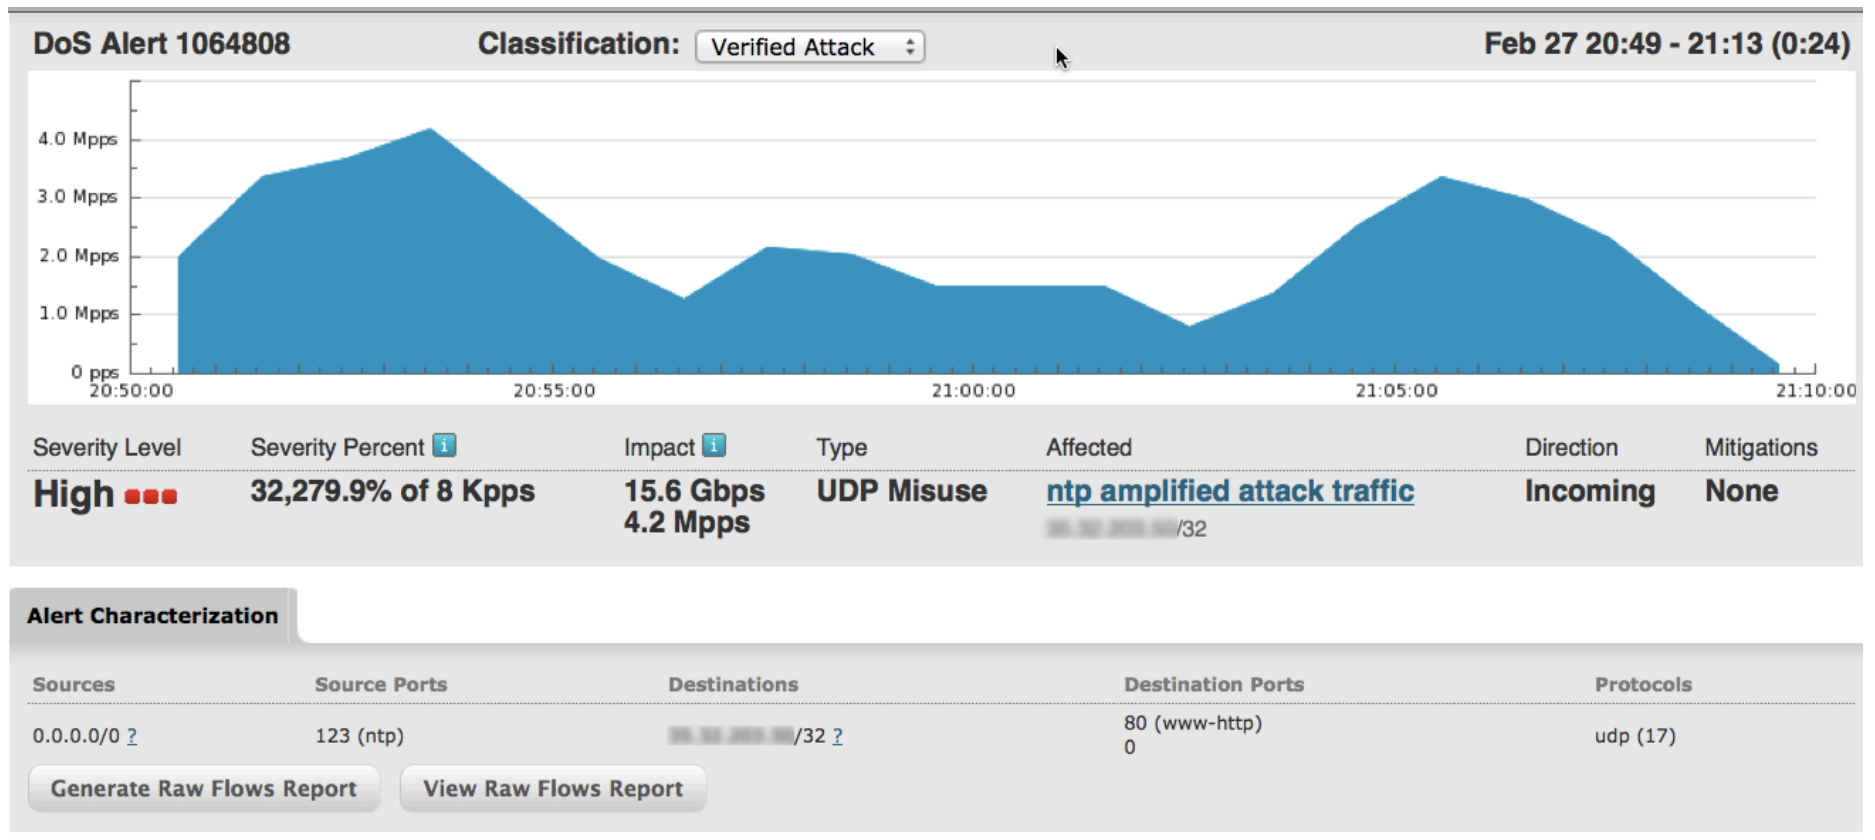 DoS Alert 1064808 Classification: Verified Attack Feb 27 20:49 - 21:13 (0:24)
4.0 Mpps
3.0 Mpps
2.0 Mpps
1.0 Mpps
0 pps
20:50:00 20:55:00 21:00:00 21:05:00 21:10:00
Severity Level Severity Percent i Impact i Type Affected Direction Mitigations
High 32,279.9% of 8 Kpps 15.6 Gbps UDP Misuse ntp amplified attack traffic Incoming None
4.2 Mpps /32
Alert Characterization
Sources Source Ports Destinations Destination Ports Protocols
0.0.0.0/0 ? 123 (ntp) /32 ? 80 (www-http) udp (17)
0
Generate Raw Flows Report View Raw Flows Report